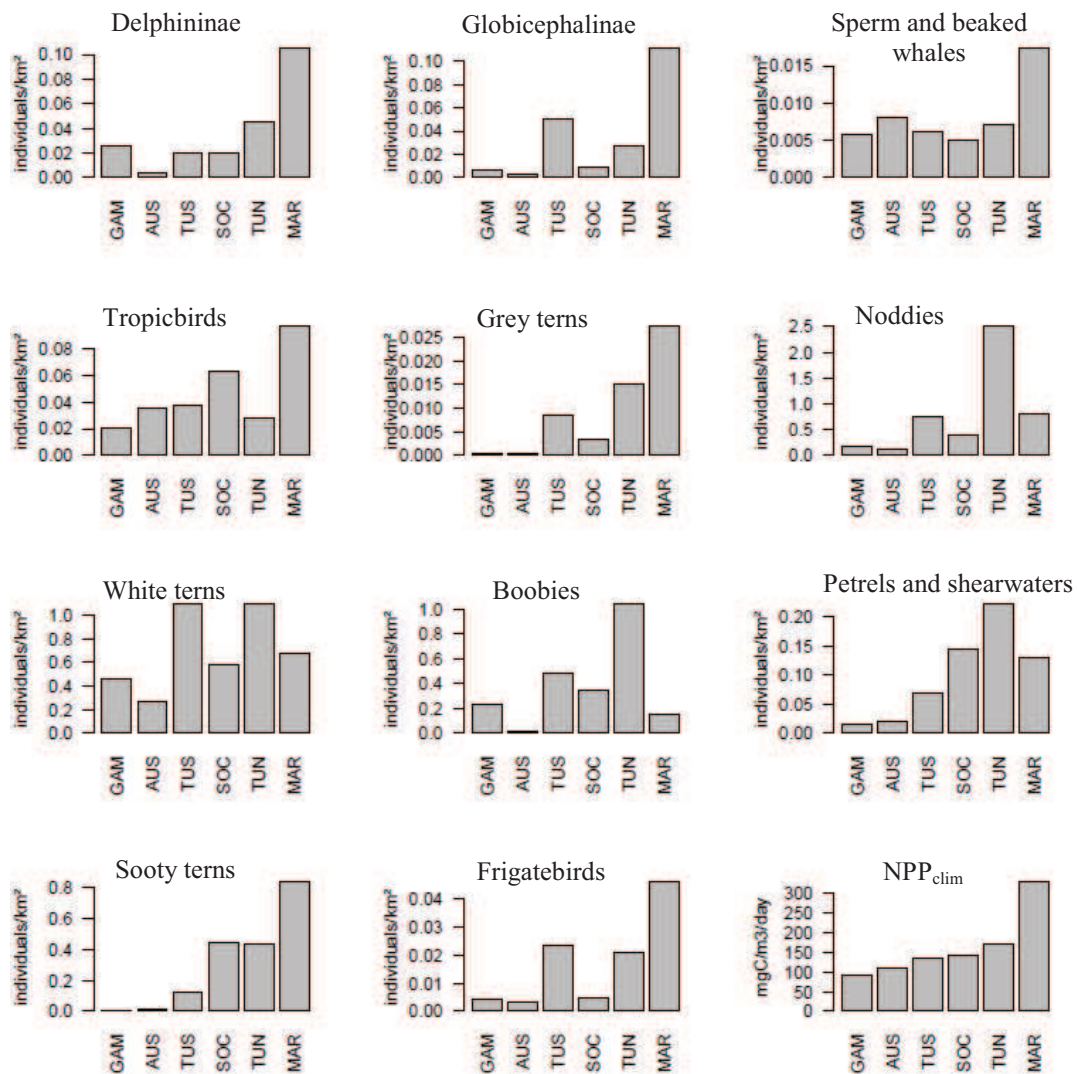 Delphininae
individuals/km²
0.10
0.08
0.06
0.04
0.02
0.00
GAM
AUS
TUS
SOC
TUN
MAR
Globicephalinae
individuals/km²
0.10
0.08
0.06
0.04
0.02
0.00
GAM
AUS
TUS
SOC
TUN
MAR
Sperm and beaked
whales
individuals/km²
0.015
0.010
0.005
0.000
GAM
AUS
TUS
SOC
TUN
MAR
Tropicbirds
individuals/km²
0.08
0.06
0.04
0.02
0.00
GAM
AUS
TUS
SOC
TUN
MAR
Grey terns
individuals/km²
0.025
0.020
0.015
0.010
0.005
0.000
GAM
AUS
TUS
SOC
TUN
MAR
Noddies
individuals/km²
2.5
2.0
1.5
1.0
0.5
0.0
GAM
AUS
TUS
SOC
TUN
MAR
White terns
individuals/km²
1.0
0.8
0.6
0.4
0.2
0.0
GAM
AUS
TUS
SOC
TUN
MAR
Boobies
individuals/km²
1.0
0.8
0.6
0.4
0.2
0.0
GAM
AUS
TUS
SOC
TUN
MAR
Petrels and shearwaters
individuals/km²
0.20
0.15
0.10
0.05
0.00
GAM
AUS
TUS
SOC
TUN
MAR
Sooty terns
individuals/km²
0.8
0.6
0.4
0.2
0.0
GAM
AUS
TUS
SOC
TUN
MAR
Frigatebirds
individuals/km²
0.04
0.03
0.02
0.01
0.00
GAM
AUS
TUS
SOC
TUN
MAR
NPPclim
mgC/m3/day
300
250
200
150
100
50
0
GAM
AUS
TUS
SOC
TUN
MAR